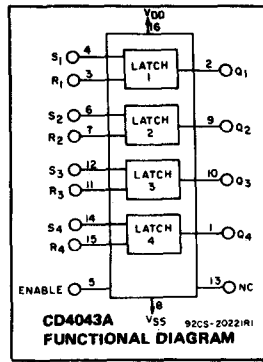 VDD
16
S1 4 LATCH 1 2 Q1
R1 3
S2 6 LATCH 2 9 Q2
R2 7
S3 12 LATCH 3 10 Q3
R3 11
S4 14 LATCH 4 1 Q4
R4 15
ENABLE 5 13 NC
8
VSS
CD4043A 92CS-20221R1
FUNCTIONAL DIAGRAM